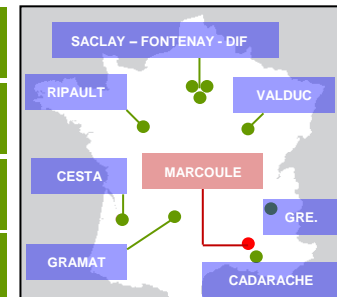 SACLAY – FONTENAY - DIF
RIPAULT
VALDUC
CESTA
MARCOULE
GRE.
GRAMAT
CADARACHE